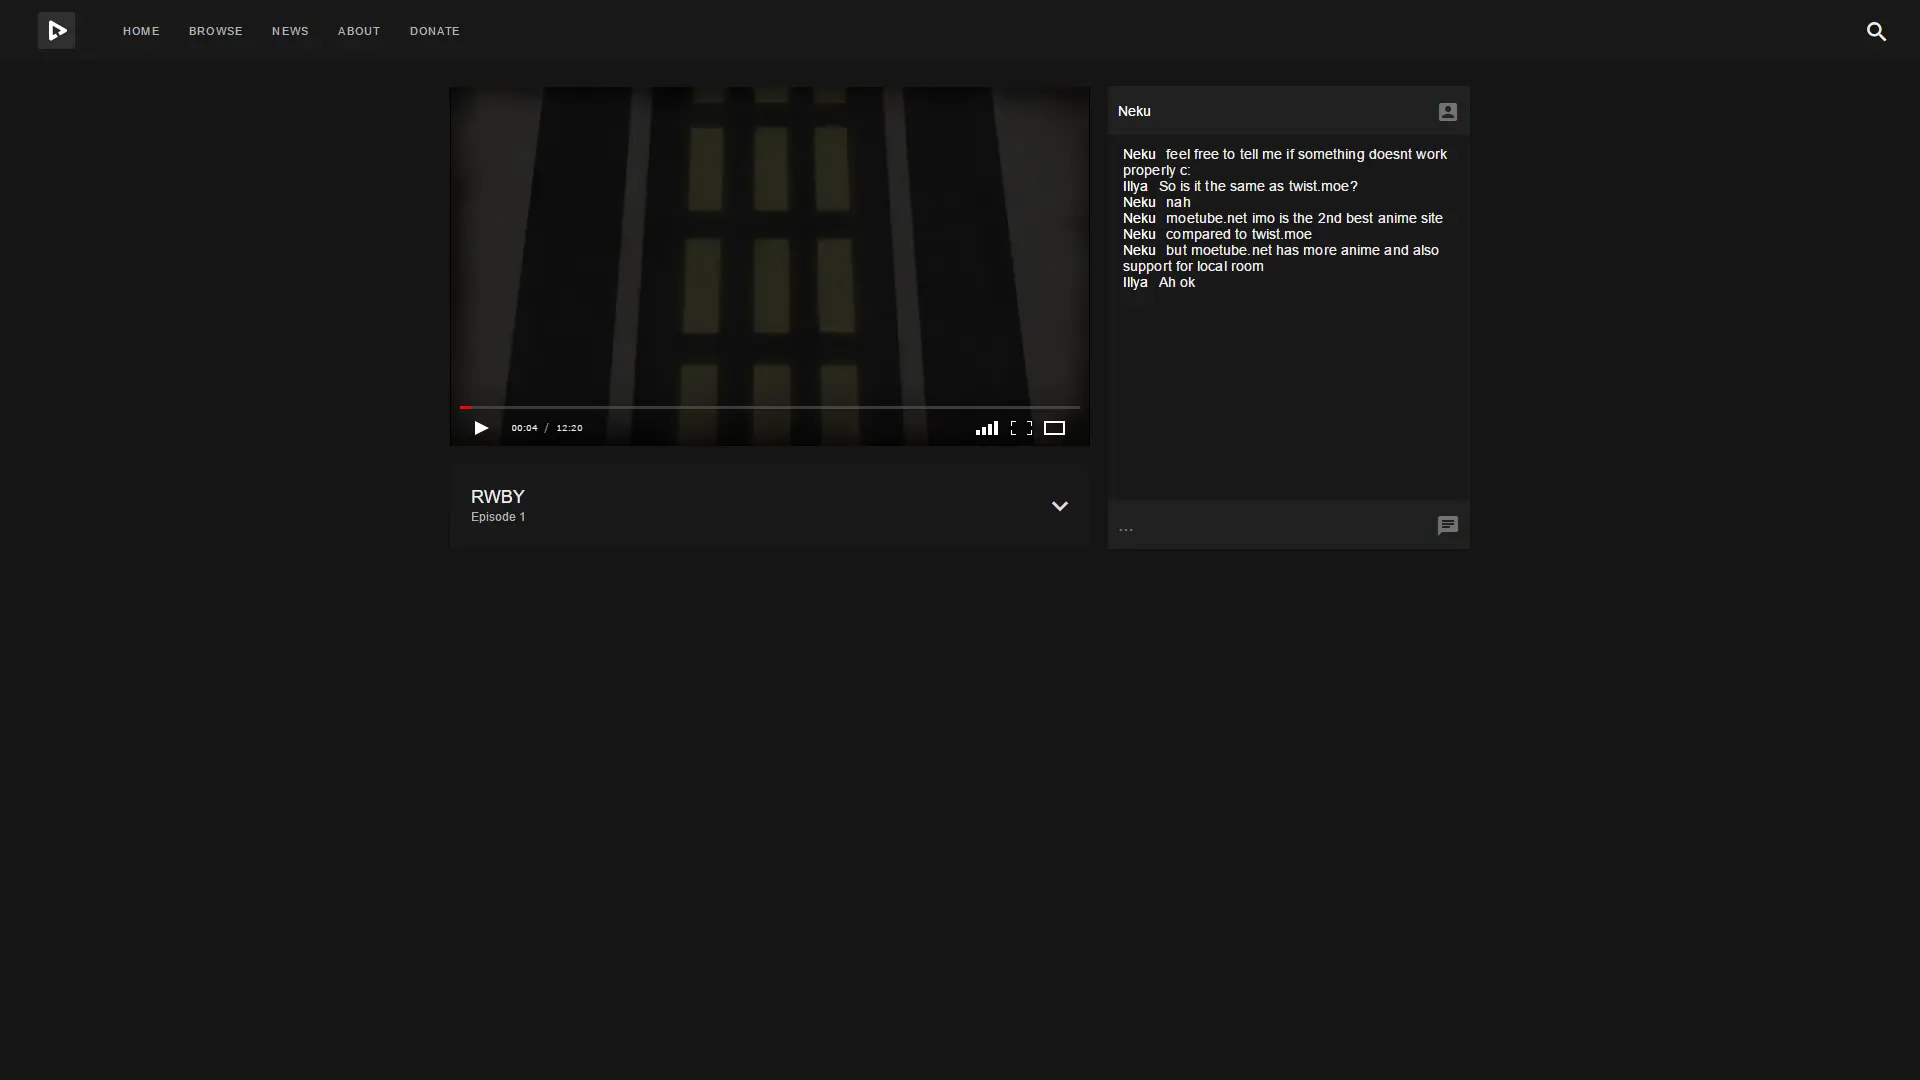 HOME BROWSE NEWS ABOUT DONATE
00:04 / 12:20
RWBY
Episode 1
Neku
Neku feel free to tell me if something doesnt work
properly c:
Illya So is it the same as twist.moe?
Neku nah
Neku moetube.net imo is the 2nd best anime site
Neku compared to twist.moe
Neku but moetube.net has more anime and also
support for local room
Illya Ah ok
...